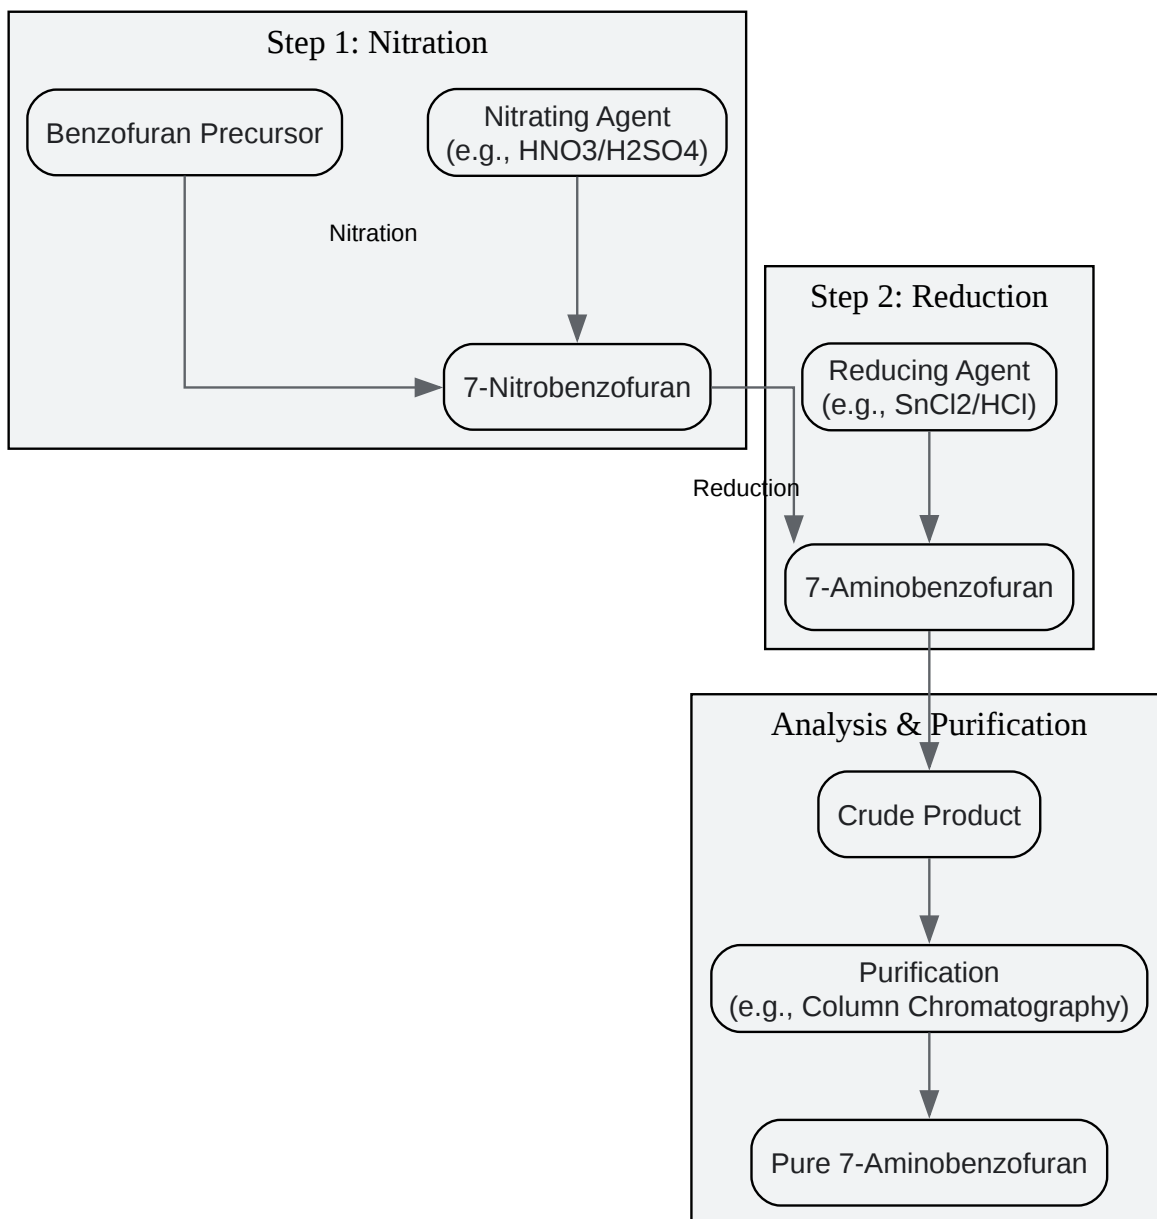 Step 1: Nitration
Benzofuran Precursor
Nitrating Agent
(e.g., HNO3/H2SO4)
Nitration
7-Nitrobenzofuran
Step 2: Reduction
Reducing Agent
(e.g., SnCl2/HCl)
Reduction
7-Aminobenzofuran
Analysis & Purification
Crude Product
Purification
(e.g., Column Chromatography)
Pure 7-Aminobenzofuran